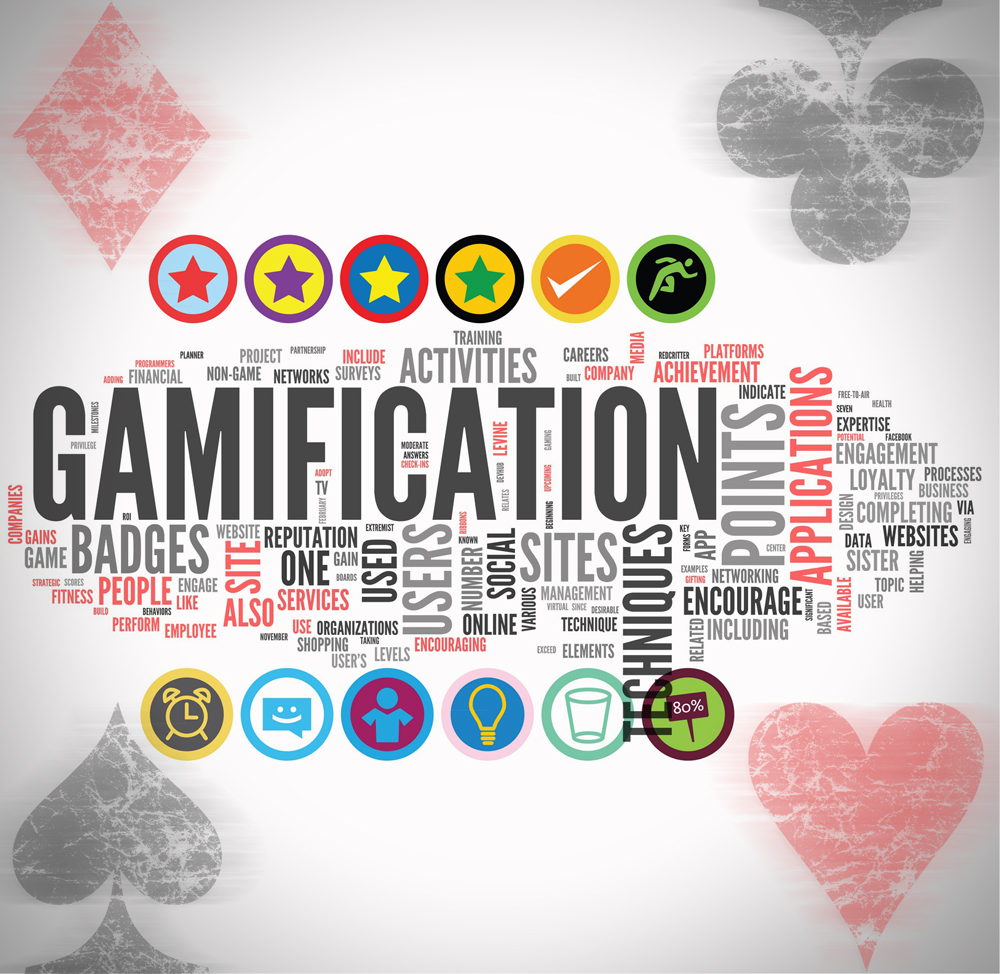 TRAINING
PLANNER
PROJECT
PARTNERSHIP
INCLUDE
ACTIVITIES
CAREERS
MEDIA
REDCRITTER
PLATFORMS
PROGRAMMERS
ADDING
FINANCIAL
NON-GAME
NETWORKS
SURVEYS
BUILT
COMPANY
ACHIEVEMENT
INDICATE
GAMIFICATION
MILESTONES
PRIVILEGE
MODERATE
ANSWERS
CHECK-INS
ADOPT
TV
FEBRUARY
LEVINE
DEVHUB
RELATES
GAMING
UPCOMING
BEGINNING
POINTS
APPLICATIONS
FREE-TO-AIR
SEVEN
HEALTH
EXPERTISE
POTENTIAL
FACEBOOK
ENGAGEMENT
LOYALTY
PROCESSES
PRIVILEGES
BUSINESS
DESIGN
COMPLETING
VIA
ENGAGING
DATA
WEBSITES
SISTER
HELPING
TOPIC
USER
AVAILABLE
BASED
SIGNIFICANT
COMPANIES
ROI
GAINS
GAME
BADGES
WEBSITE
SITE
REPUTATION
EXTREMIST
RIBBONS
ONE
GAIN
BOARDS
USED
USERS
KNOWN
NUMBER
SOCIAL
SITES
TECHNIQUES
KEY
FORMS
APP
CENTER
EXAMPLES
GIFTING
NETWORKING
STRATEGIC
SCORES
FITNESS
PEOPLE
ENGAGE
BUILD
BEHAVIORS
LIKE
ALSO
SERVICES
PERFORM
EMPLOYEE
NOVEMBER
USE
ORGANIZATIONS
SHOPPING
TAKING
USER'S
LEVELS
ENCOURAGING
ONLINE
VARIOUS
MANAGEMENT
VIRTUAL
SINCE
DESIRABLE
TECHNIQUE
EXCEED
ELEMENTS
ENCOURAGE
RELATED
INCLUDING
80%